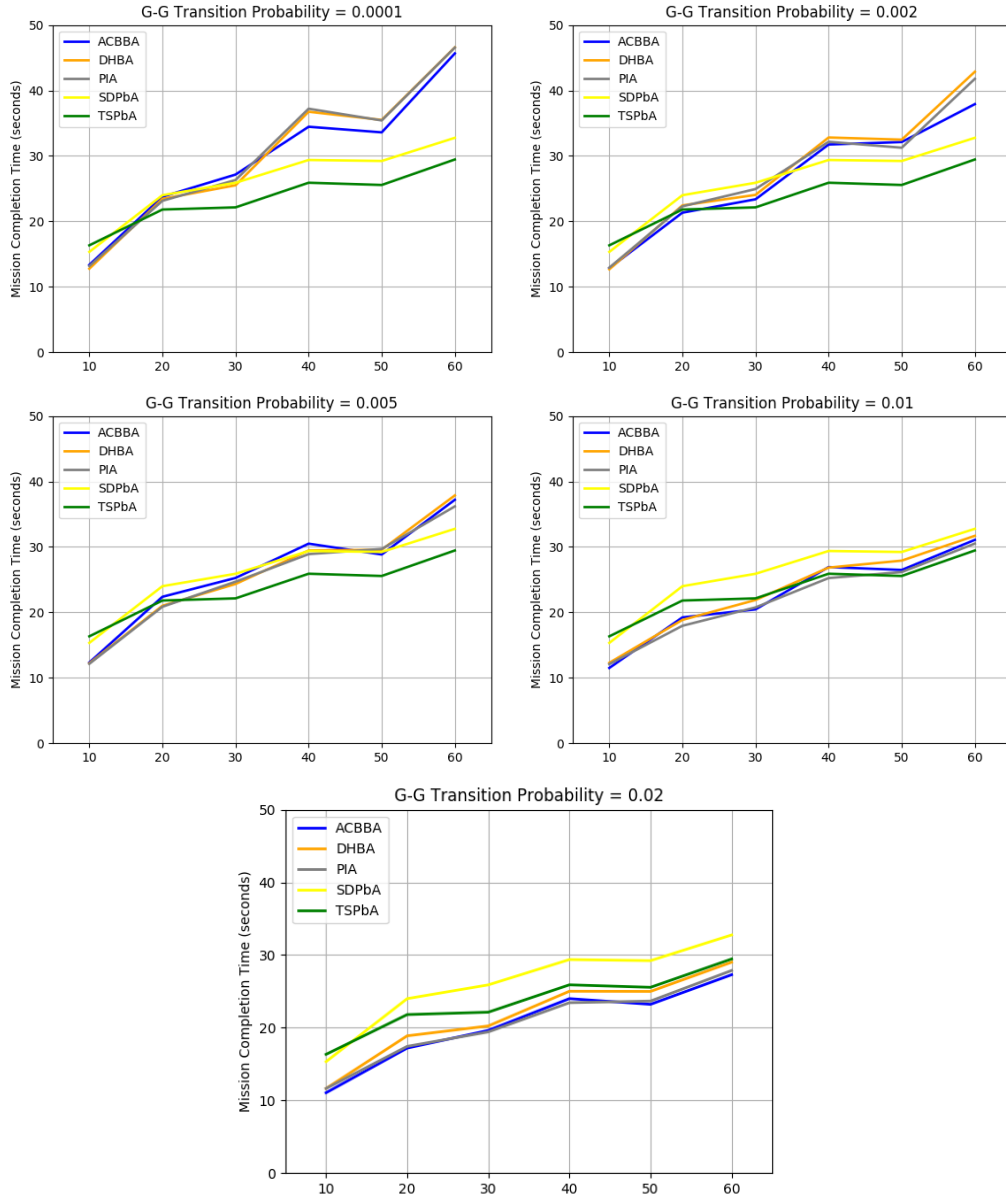 G-G Transition Probability = 0.0001
50
40
30
20
10
0
Mission Completion Time (seconds)
ACBBA
DHBA
PIA
SDPbA
TSPbA
10 20 30 40 50 60
G-G Transition Probability = 0.002
50
40
30
20
10
0
Mission Completion Time (seconds)
ACBBA
DHBA
PIA
SDPbA
TSPbA
10 20 30 40 50 60
G-G Transition Probability = 0.005
50
40
30
20
10
0
Mission Completion Time (seconds)
ACBBA
DHBA
PIA
SDPbA
TSPbA
10 20 30 40 50 60
G-G Transition Probability = 0.01
50
40
30
20
10
0
Mission Completion Time (seconds)
ACBBA
DHBA
PIA
SDPbA
TSPbA
10 20 30 40 50 60
G-G Transition Probability = 0.02
50
40
30
20
10
0
Mission Completion Time (seconds)
ACBBA
DHBA
PIA
SDPbA
TSPbA
10 20 30 40 50 60